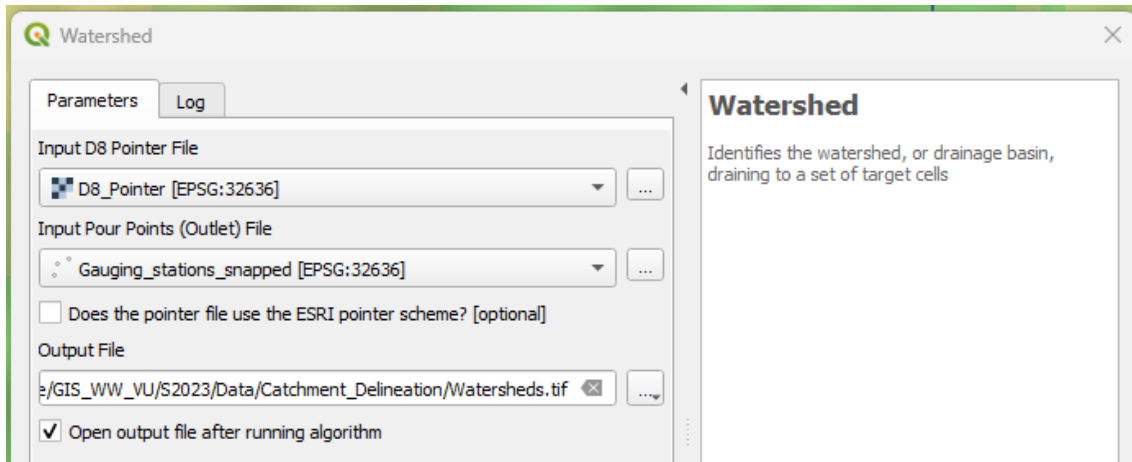 Watershed
Parameters
Log
Input D8 Pointer File
D8_Pointer [EPSG:32636]
...
Input Pour Points (Outlet) File
Gauging_stations_snapped [EPSG:32636]
...
Does the pointer file use the ESRI pointer scheme? [optional]
Output File
e/GIS_WW_VU/S2023/Data/Catchment_Delineation/Watersheds.tif
...
Open output file after running algorithm
Watershed
Identifies the watershed, or drainage basin,
draining to a set of target cells